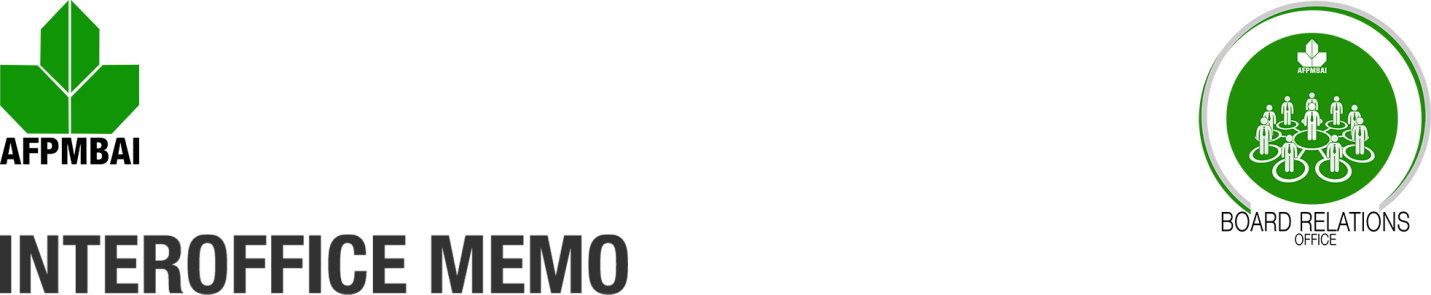 AFPMBAI
AFPMBAI
BOARD RELATIONS
OFFICE
INTEROFFICE MEMO